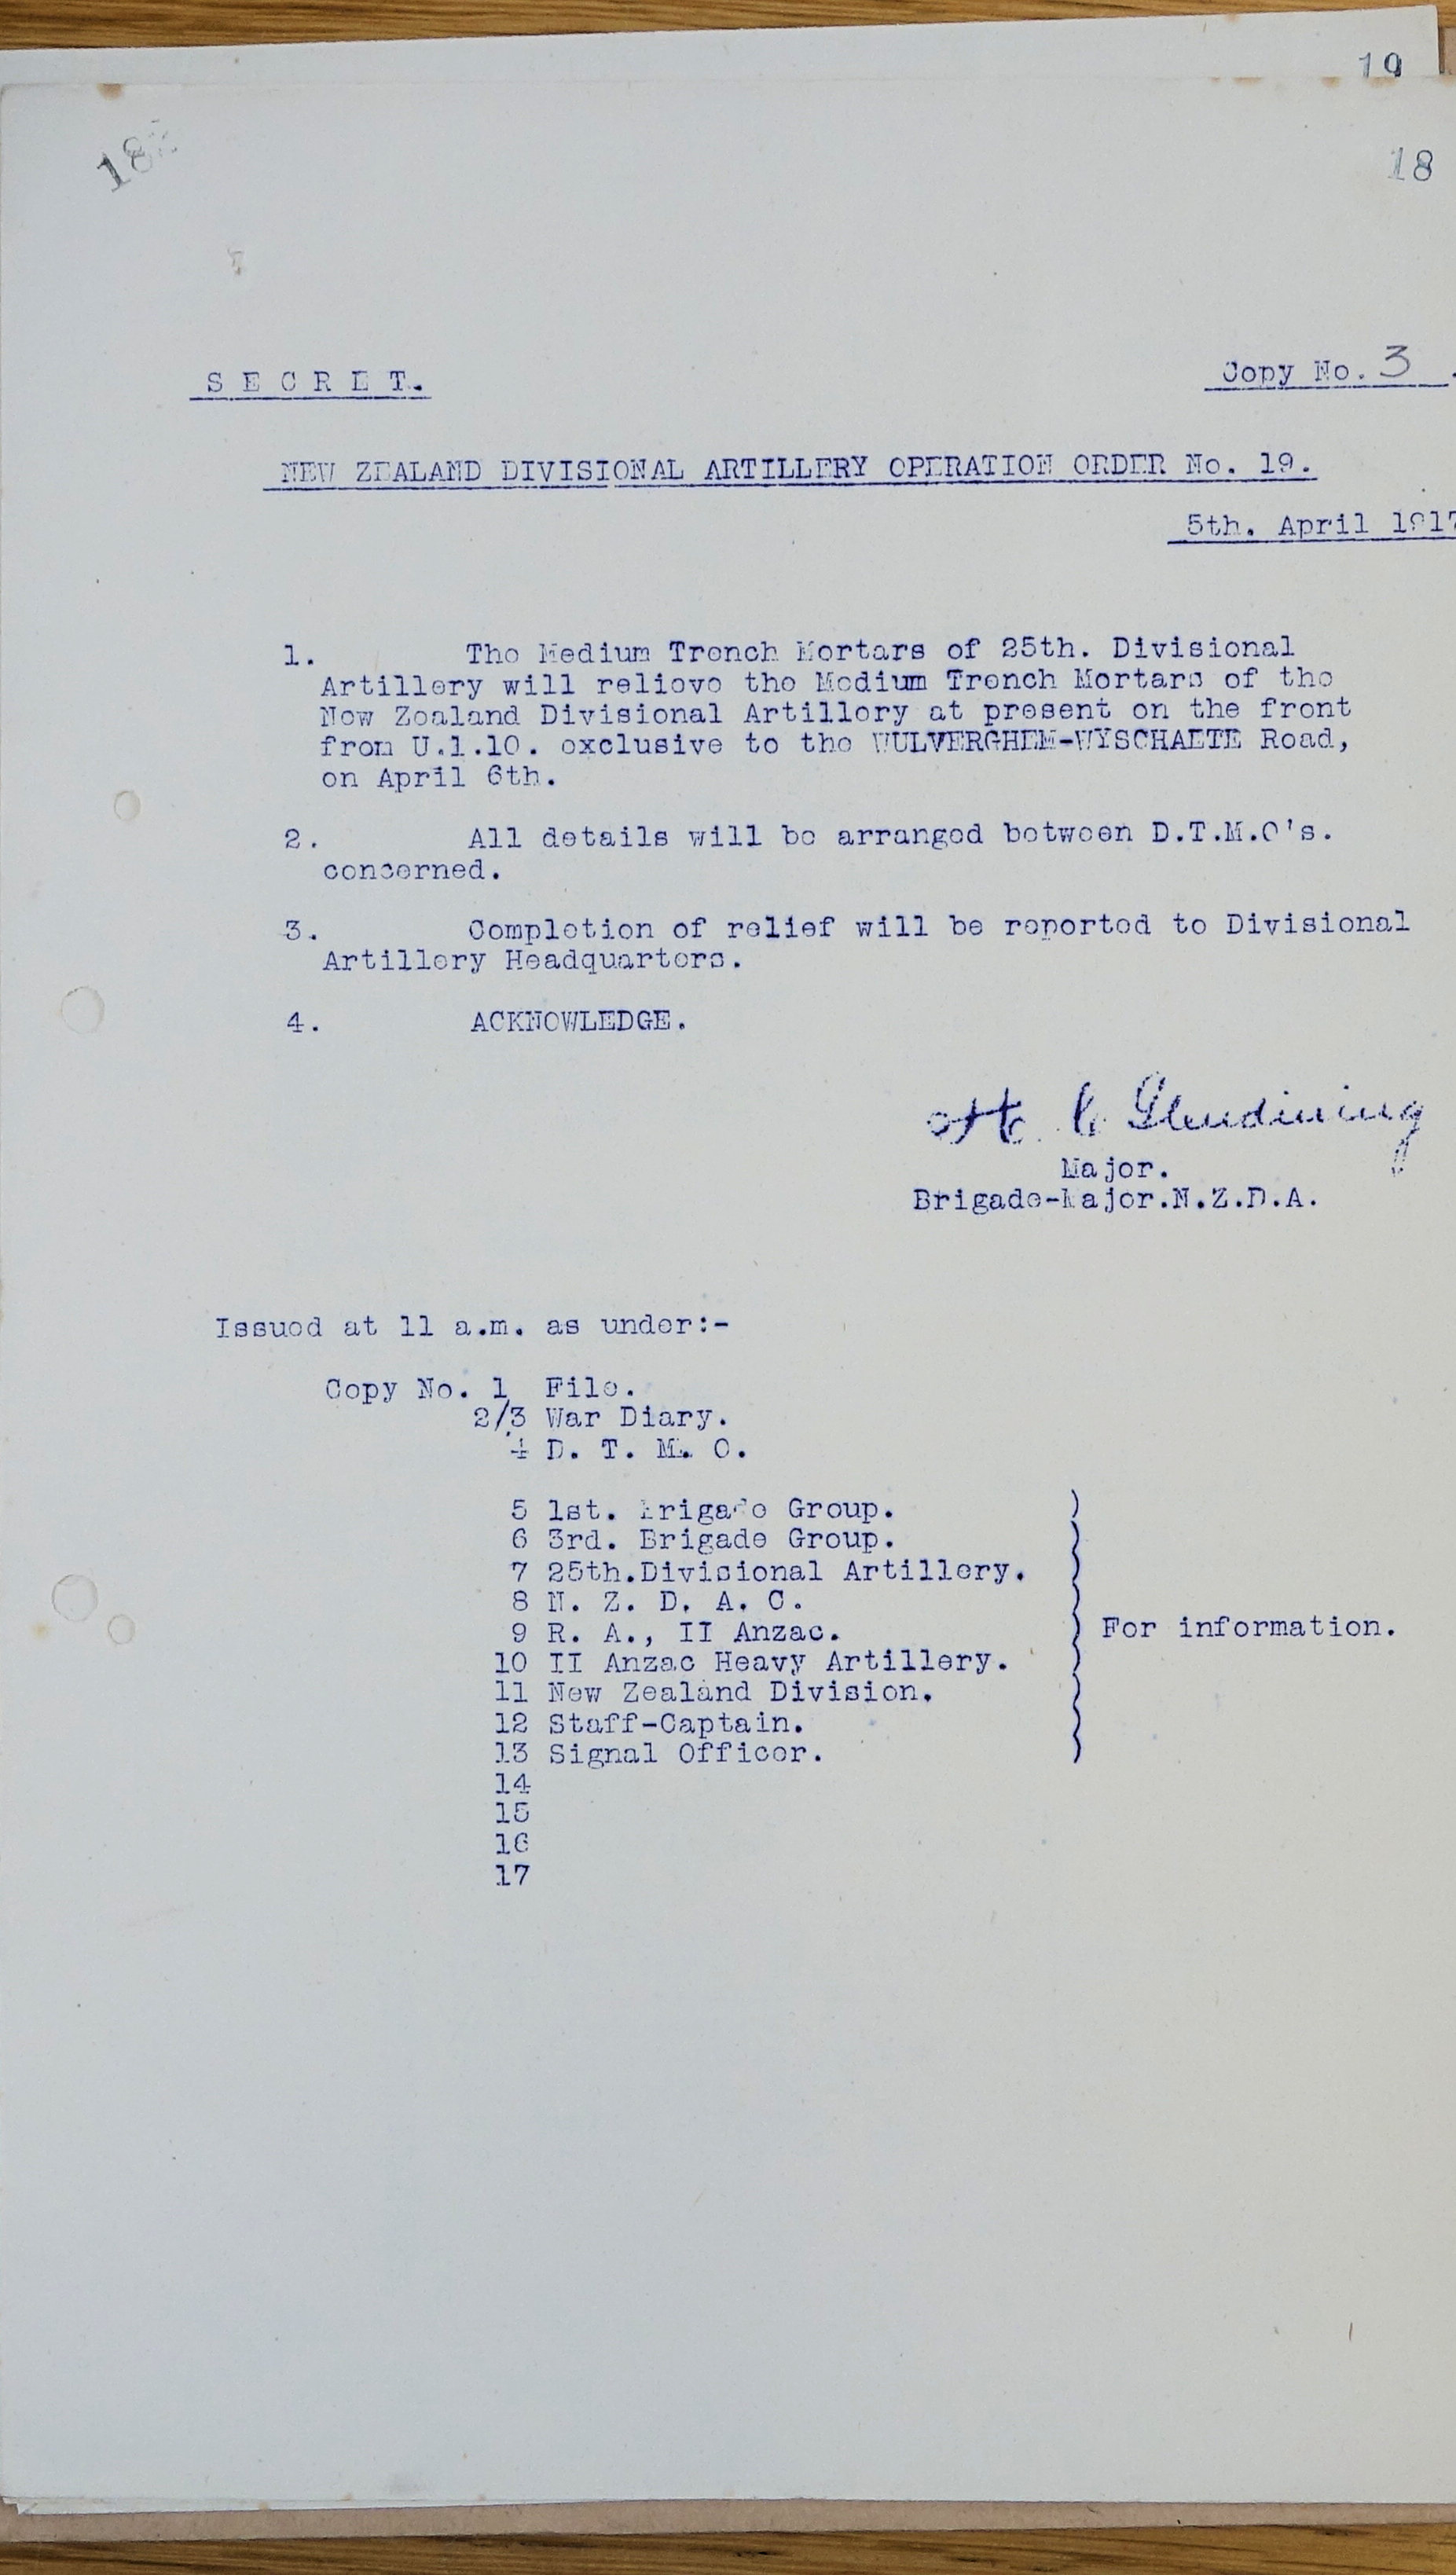 19
18
S E C R E T.
Copy No. 3.
NEW ZEALAND DIVISIONAL ARTILLERY OPERATION ORDER No. 19.
5th. April 1917
1. The Medium Trench Mortars of 25th. Divisional
Artillery will relieve the Medium Trench Mortars of the
New Zealand Divisional Artillery at present on the front
from U.1.10. exclusive to the WULVERGHEM-WYSCHAETE Road,
on April 6th.
2. All details will be arranged between D.T.M.O's.
concerned.
3. Completion of relief will be reported to Divisional
Artillery Headquarters.
4. ACKNOWLEDGE.
Glendining
Major.
Brigade-Major.N.Z.D.A.
Issued at 11 a.m. as under:-
Copy No. 1 File.
2/3 War Diary.
4 D. T. M. O.
5 1st. Brigade Group.
6 3rd. Brigade Group.
7 25th.Divisional Artillery.
8 N. Z. D. A. C.
9 R. A., II Anzac.
For information.
10 II Anzac Heavy Artillery.
11 New Zealand Division.
12 Staff-Captain.
13 Signal Officer.
14
15
16
17